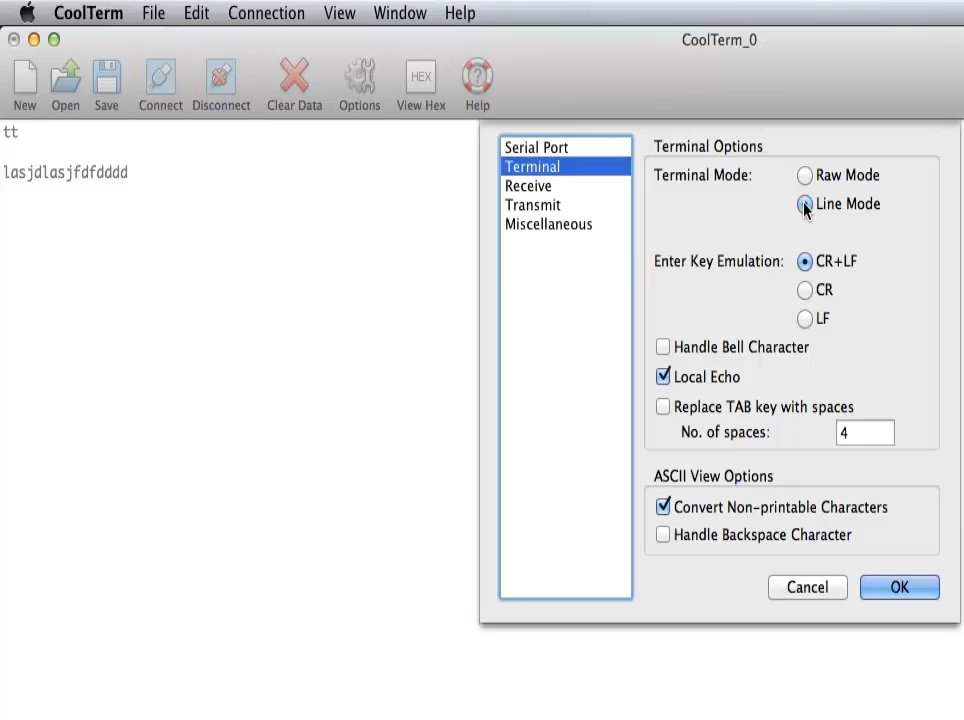 CoolTerm File Edit Connection View Window Help
CoolTerm_0
New Open Save Connect Disconnect Clear Data Options HEX View Hex ? Help
tt
lasjdlasjfdfdddd
Serial Port
Terminal
Receive
Transmit
Miscellaneous
Terminal Options
Terminal Mode: Raw Mode
Line Mode
Enter Key Emulation: CR+LF
CR
LF
Handle Bell Character
Local Echo
Replace TAB key with spaces
No. of spaces: 4
ASCII View Options
Convert Non-printable Characters
Handle Backspace Character
Cancel OK